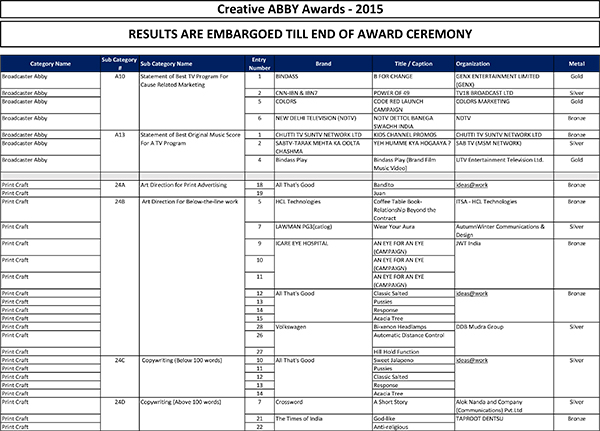 Creative ABBY Awards - 2015
RESULTS ARE EMBARGOED TILL END OF AWARD CEREMONY
Category Name Sub Category # Sub Category Name Entry Number Brand Title / Caption Organization Metal
Broadcaster Abby A10 Statement of Best TV Program For Cause Related Marketing 1 BINDASS B FOR CHANGE GENX ENTERTAINMENT LIMITED (GENX) Gold
Broadcaster Abby 2 CNN-IBN & IBN7 POWER OF 49 TV18 BROADCAST LTD Silver
Broadcaster Abby 5 COLORS CODE RED LAUNCH CAMPAIGN COLORS MARKETING Gold
Broadcaster Abby 6 NEW DELHI TELEVISION (NDTV) NDTV DETTOL BANEGA SWACHH INDIA NDTV Bronze
Broadcaster Abby A13 Statement of Best Original Music Score For A TV Program 1 CHUTTI TV SUNTV NETWORK LTD KIDS CHANNEL PROMOS CHUTTI TV SUNTV NETWORK LTD Bronze
Broadcaster Abby 2 SABTV-TARAK MEHTA KA OOLTA CHASHMA YEH HUMME KYA HOGAAYA ? SAB TV (MSM NETWORK) Silver
Broadcaster Abby 4 Bindass Play Bindass Play (Brand Film Music Video) UTV Entertainment Television Ltd. Gold
Print Craft 24A Art Direction for Print Advertising 18 All That's Good Bandito ideas@work Bronze
Print Craft 19 Juan
Print Craft 24B Art Direction For Below-the-line work 5 HCL Technologies Coffee Table Book- Relationship Beyond the Contract ITSA - HCL Technologies Bronze
Print Craft 7 LAWMAN PG3(catlog) Wear Your Aura AutumnWinter Communications & Design Silver
Print Craft 9 ICARE EYE HOSPITAL AN EYE FOR AN EYE (CAMPAIGN) JWT India Bronze
Print Craft 10 AN EYE FOR AN EYE (CAMPAIGN)
Print Craft 11 AN EYE FOR AN EYE (CAMPAIGN)
Print Craft 12 All That's Good Classic Salted ideas@work Bronze
Print Craft 13 Pussies
Print Craft 14 Response
Print Craft 15 Acacia Tree
Print Craft 28 Volkswagen Bi-xenon Headlamps DDB Mudra Group Silver
Print Craft 26 Automatic Distance Control
Print Craft 27 Hill Hold Function
Print Craft 24C Copywriting (Below 100 words) 10 All That's Good Sweet Jalapeno ideas@work Silver
Print Craft 11 Pussies
Print Craft 12 Classic Salted
Print Craft 13 Response
Print Craft 14 Acacia Tree
Print Craft 24D Copywriting (Above 100 words) 7 Crossword A Short Story Alok Nanda and Company (Communications) Pvt.Ltd Silver
Print Craft 21 The Times of India God-like TAPROOT DENTSU Bronze
Print Craft 22 Anti-religious